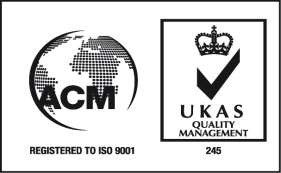 ACM
REGISTERED TO ISO 9001
UKAS
QUALITY
MANAGEMENT
245